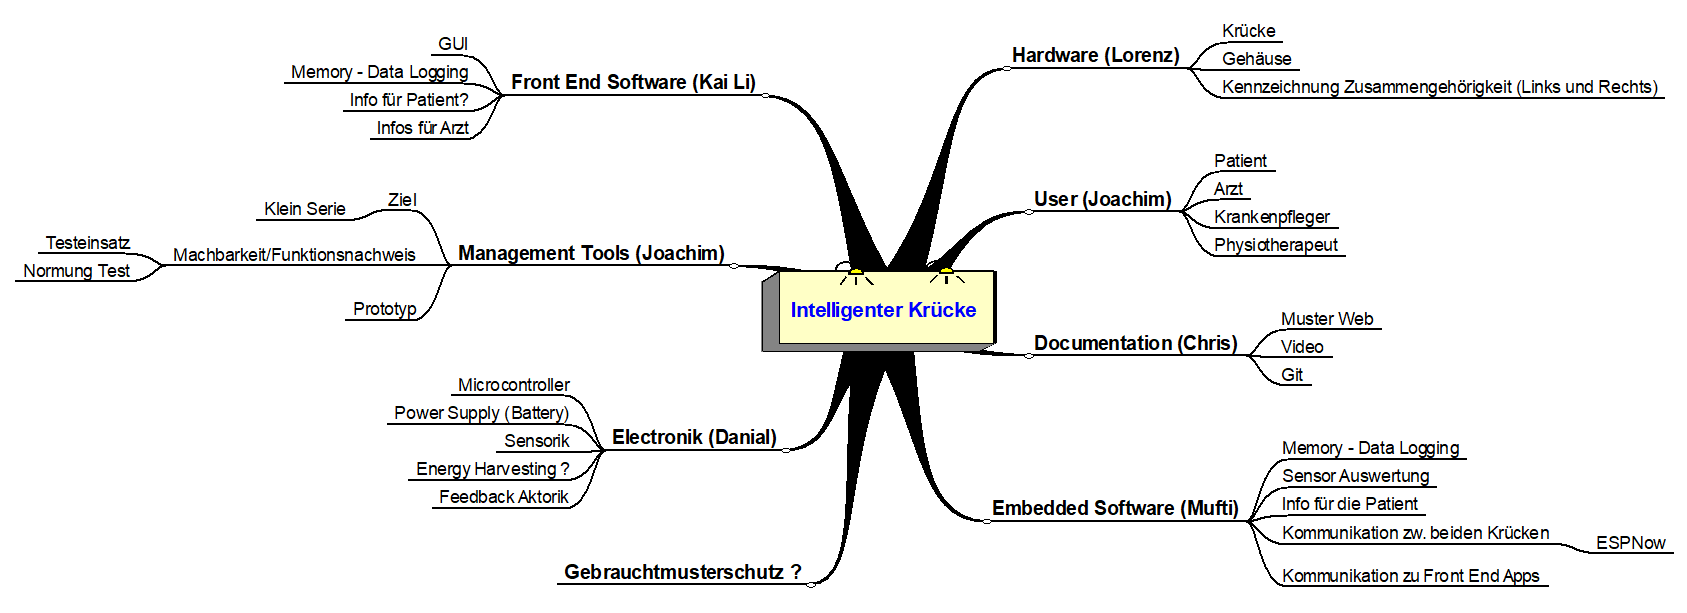 Intelligenter Krücke
Front End Software (Kai Li)
GUI
Memory - Data Logging
Info für Patient?
Infos für Arzt
Management Tools (Joachim)
Ziel
Klein Serie
Machbarkeit/Funktionsnachweis
Testeinsatz
Normung Test
Prototyp
Electronik (Danial)
Microcontroller
Power Supply (Battery)
Sensorik
Energy Harvesting ?
Feedback Aktorik
Gebrauchtmusterschutz ?
Hardware (Lorenz)
Krücke
Gehäuse
Kennzeichnung Zusammengehörigkeit (Links und Rechts)
User (Joachim)
Patient
Arzt
Krankenpfleger
Physiotherapeut
Documentation (Chris)
Muster Web
Video
Git
Embedded Software (Mufti)
Memory - Data Logging
Sensor Auswertung
Info für die Patient
Kommunikation zw. beiden Krücken
ESPNow
Kommunikation zu Front End Apps